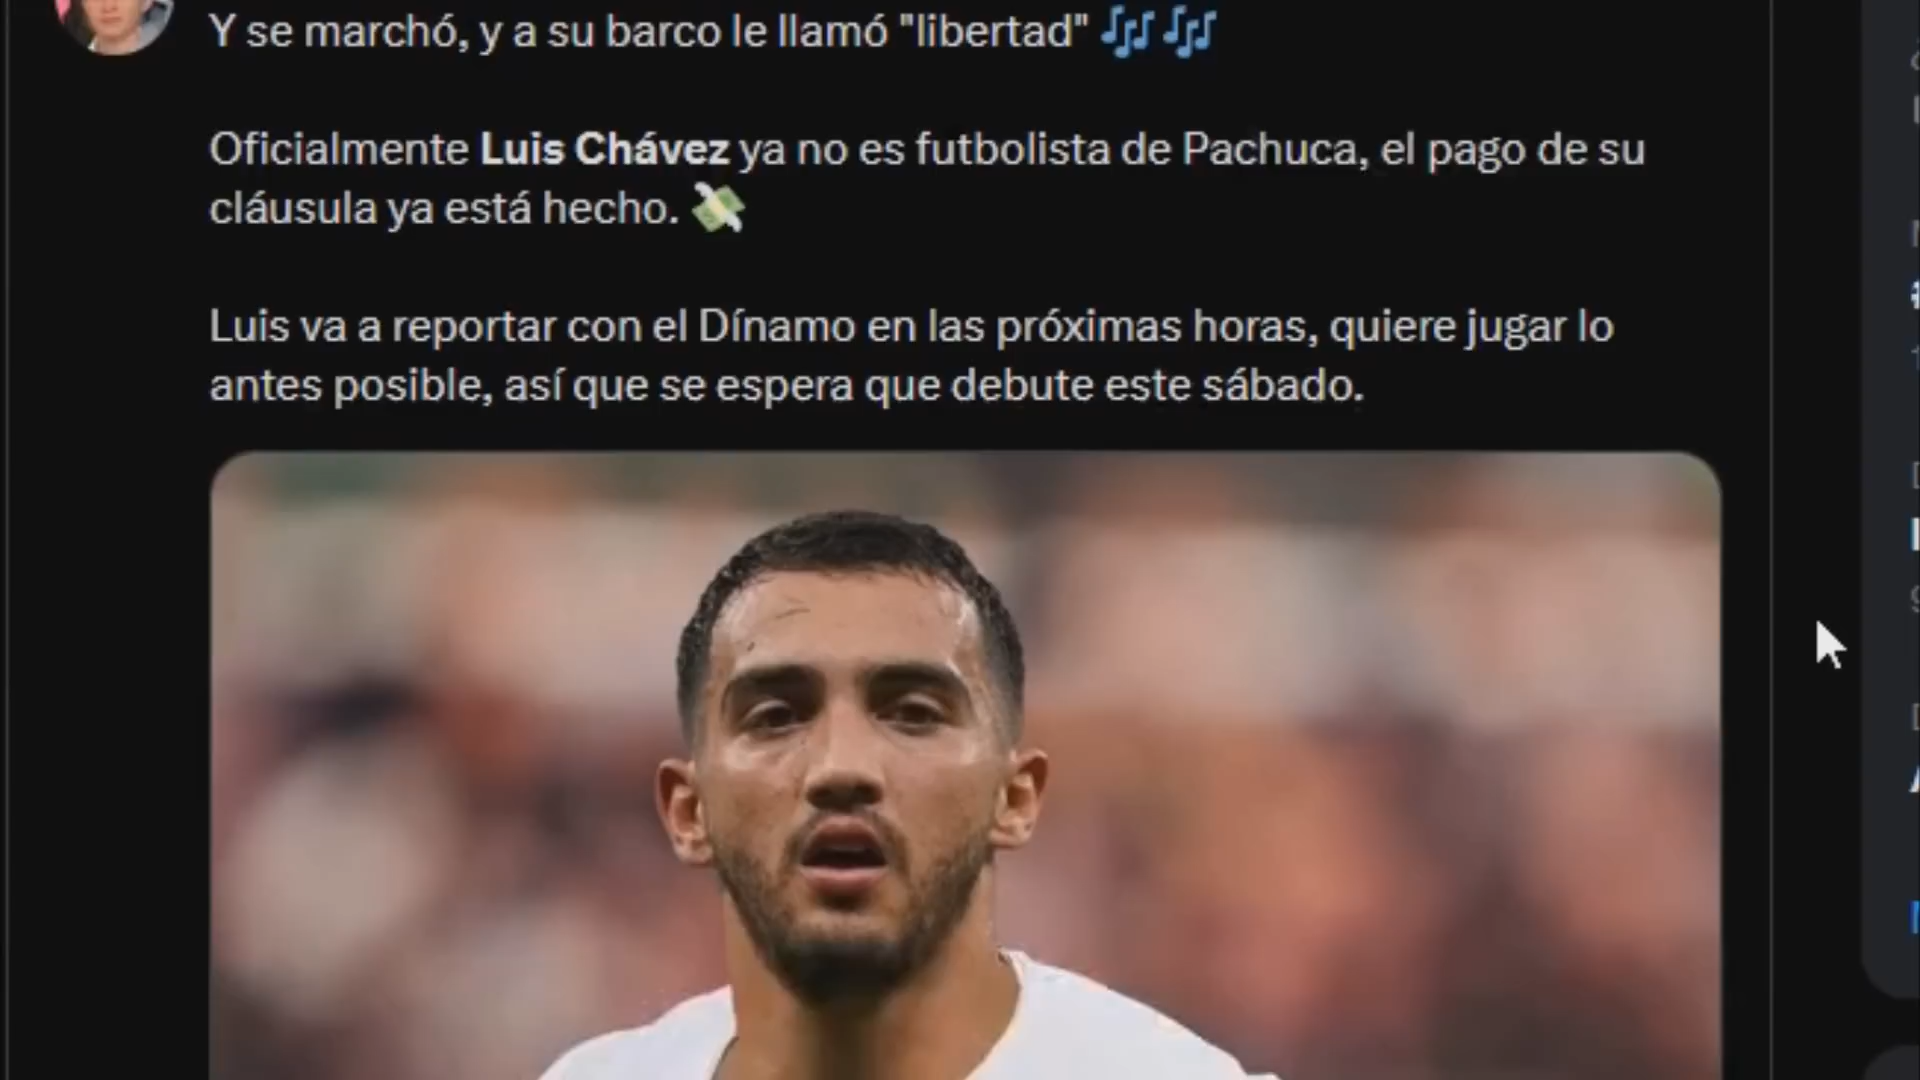 Y se marchó, y a su barco le llamó "libertad" 🎶 🎶
Oficialmente Luis Chávez ya no es futbolista de Pachuca, el pago de su
cláusula ya está hecho. 💸
Luis va a reportar con el Dínamo en las próximas horas, quiere jugar lo
antes posible, así que se espera que debute este sábado.